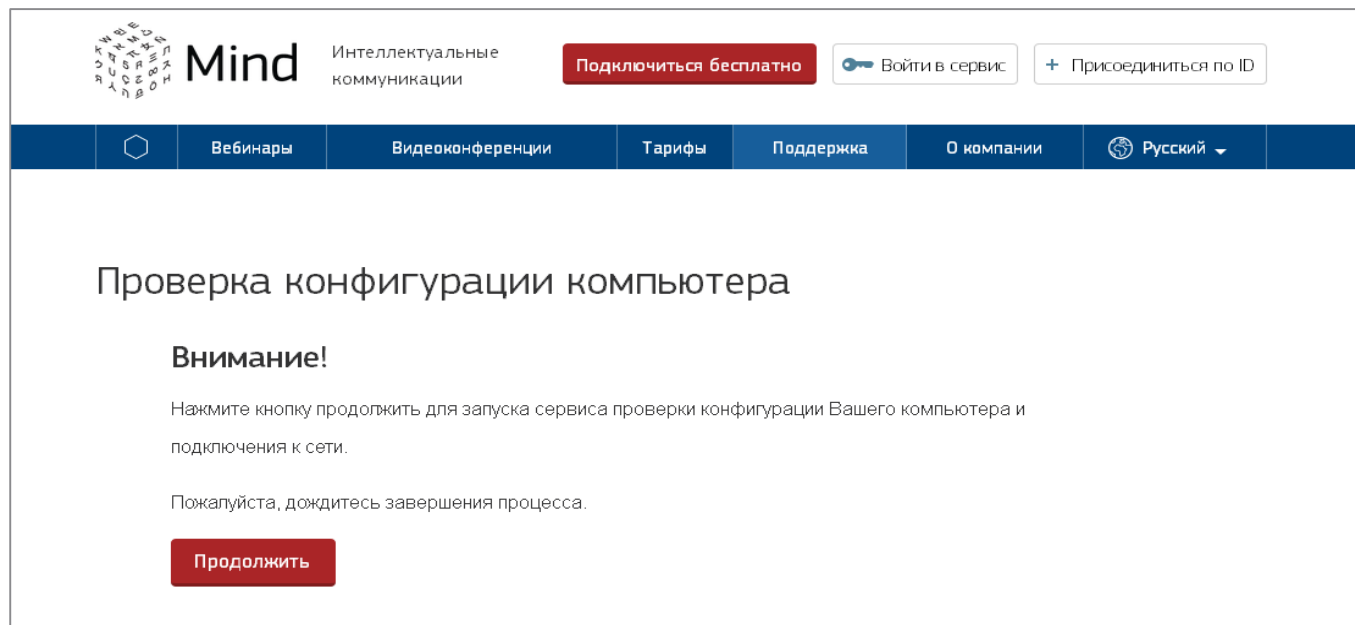 Mind
Интеллектуальные
коммуникации
Подключиться бесплатно
Войти в сервис
+ Присоединиться по ID
Вебинары
Видеоконференции
Тарифы
Поддержка
О компании
Русский
Проверка конфигурации компьютера
Внимание!
Нажмите кнопку продолжить для запуска сервиса проверки конфигурации Вашего компьютера и
подключения к сети.
Пожалуйста, дождитесь завершения процесса.
Продолжить